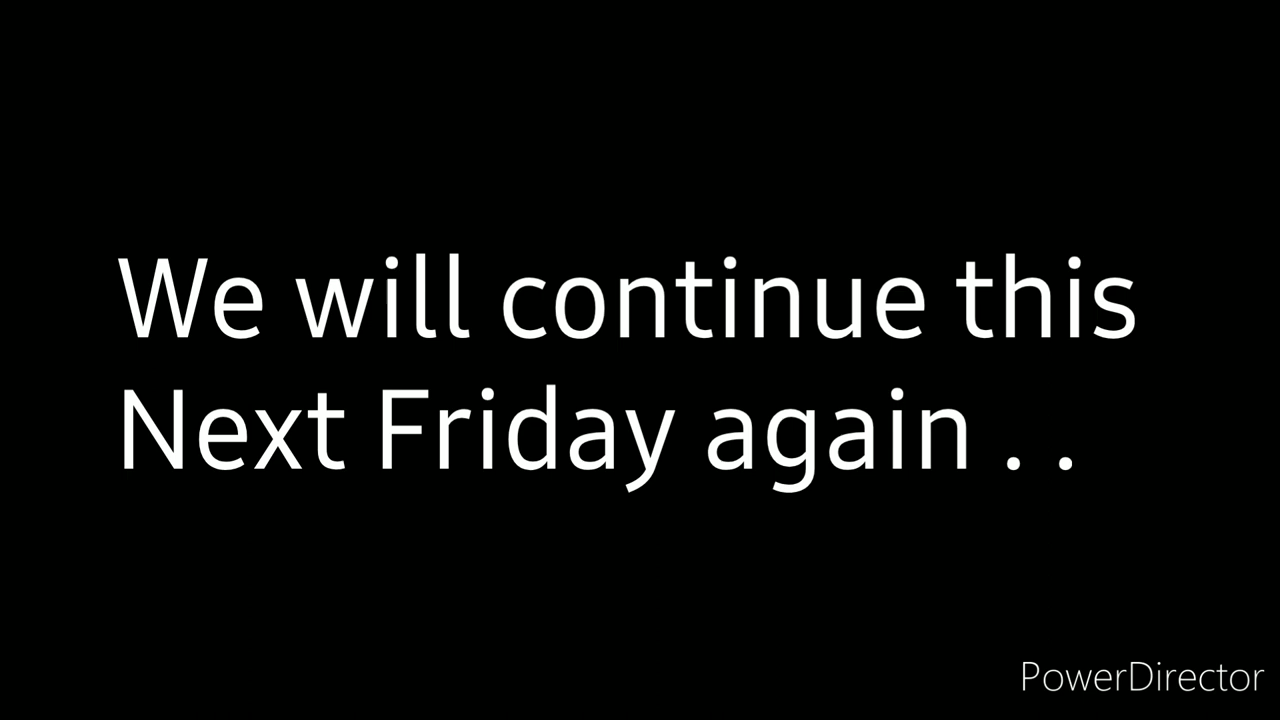 We will continue this
Next Friday again . .
PowerDirector